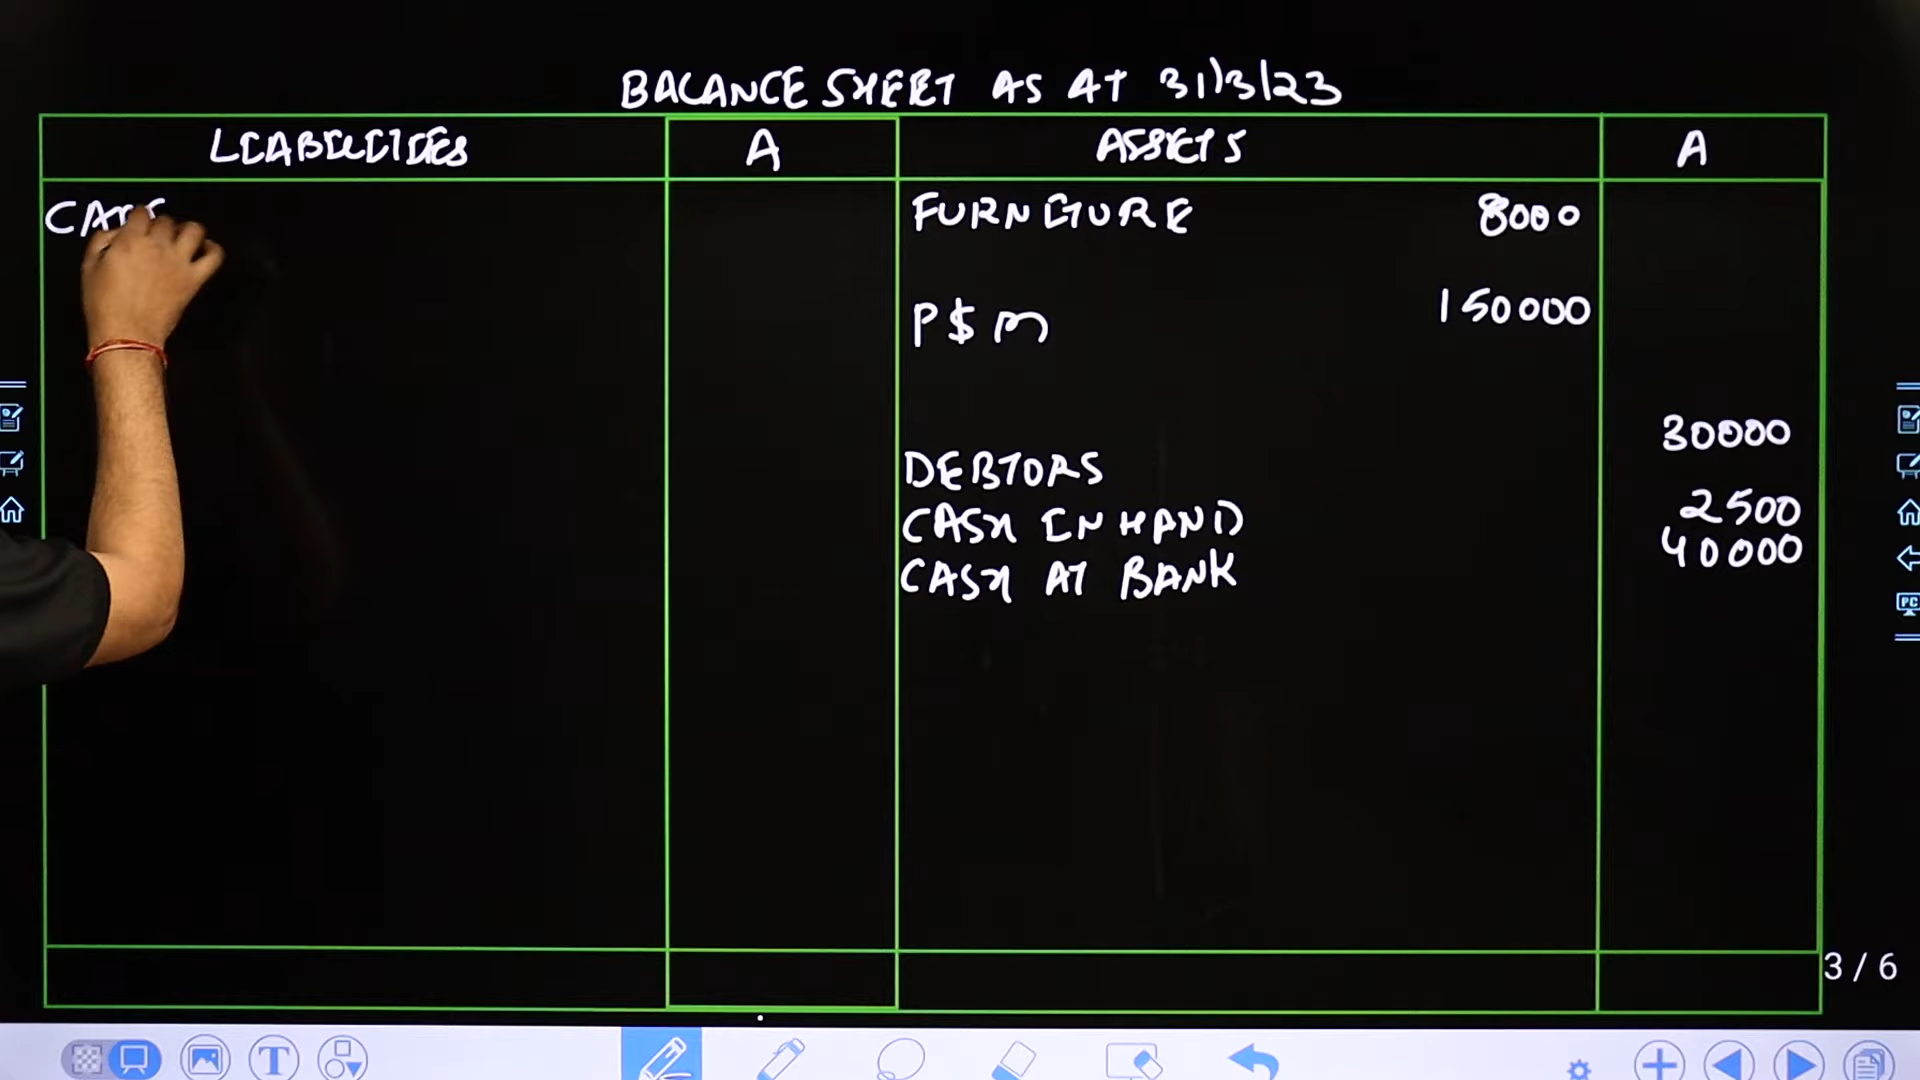 BALANCE SHEET AS AT 31/3/23
LIABILITIES A ASSETS A
FURNITURE 8000
P$M 150000
30000
DEBTORS
2500
CASH IN HAND
40000
CASH AT BANK
3 / 6
T
PC